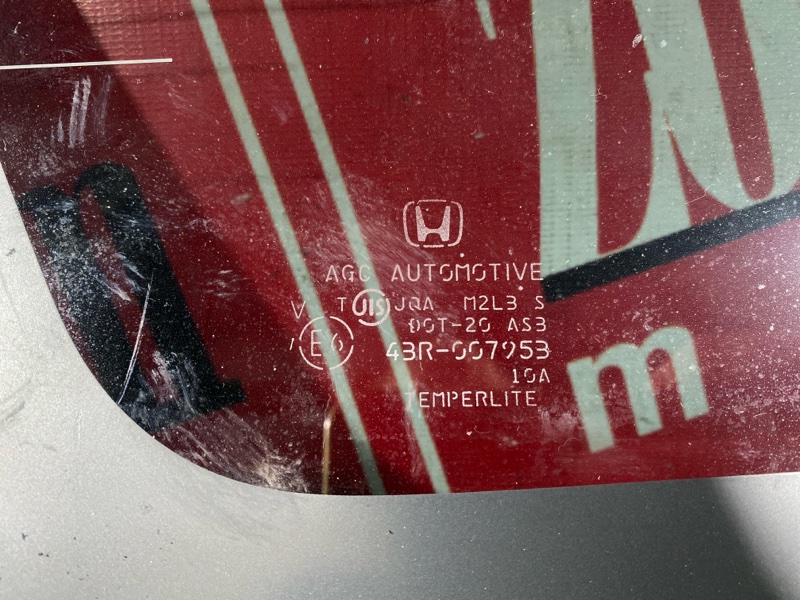 H
AGC AUTOMOTIVE
T JIS JQA M2L3 S
DOT-20 AS3
E6 43R-007953
10A
TEMPERLITE
m